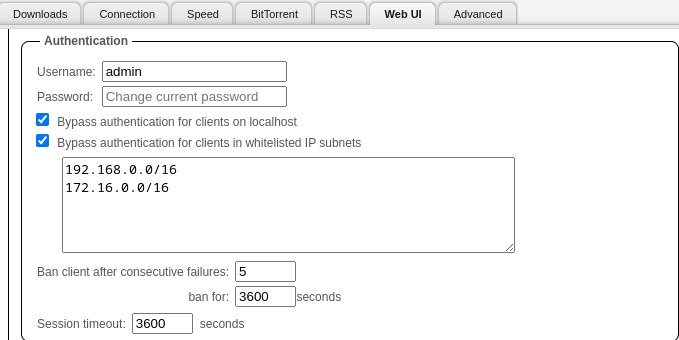 Downloads Connection Speed BitTorrent RSS Web UI Advanced
Authentication
Username: admin
Password: Change current password
Bypass authentication for clients on localhost
Bypass authentication for clients in whitelisted IP subnets
192.168.0.0/16
172.16.0.0/16
Ban client after consecutive failures: 5
ban for: 3600 seconds
Session timeout: 3600 seconds